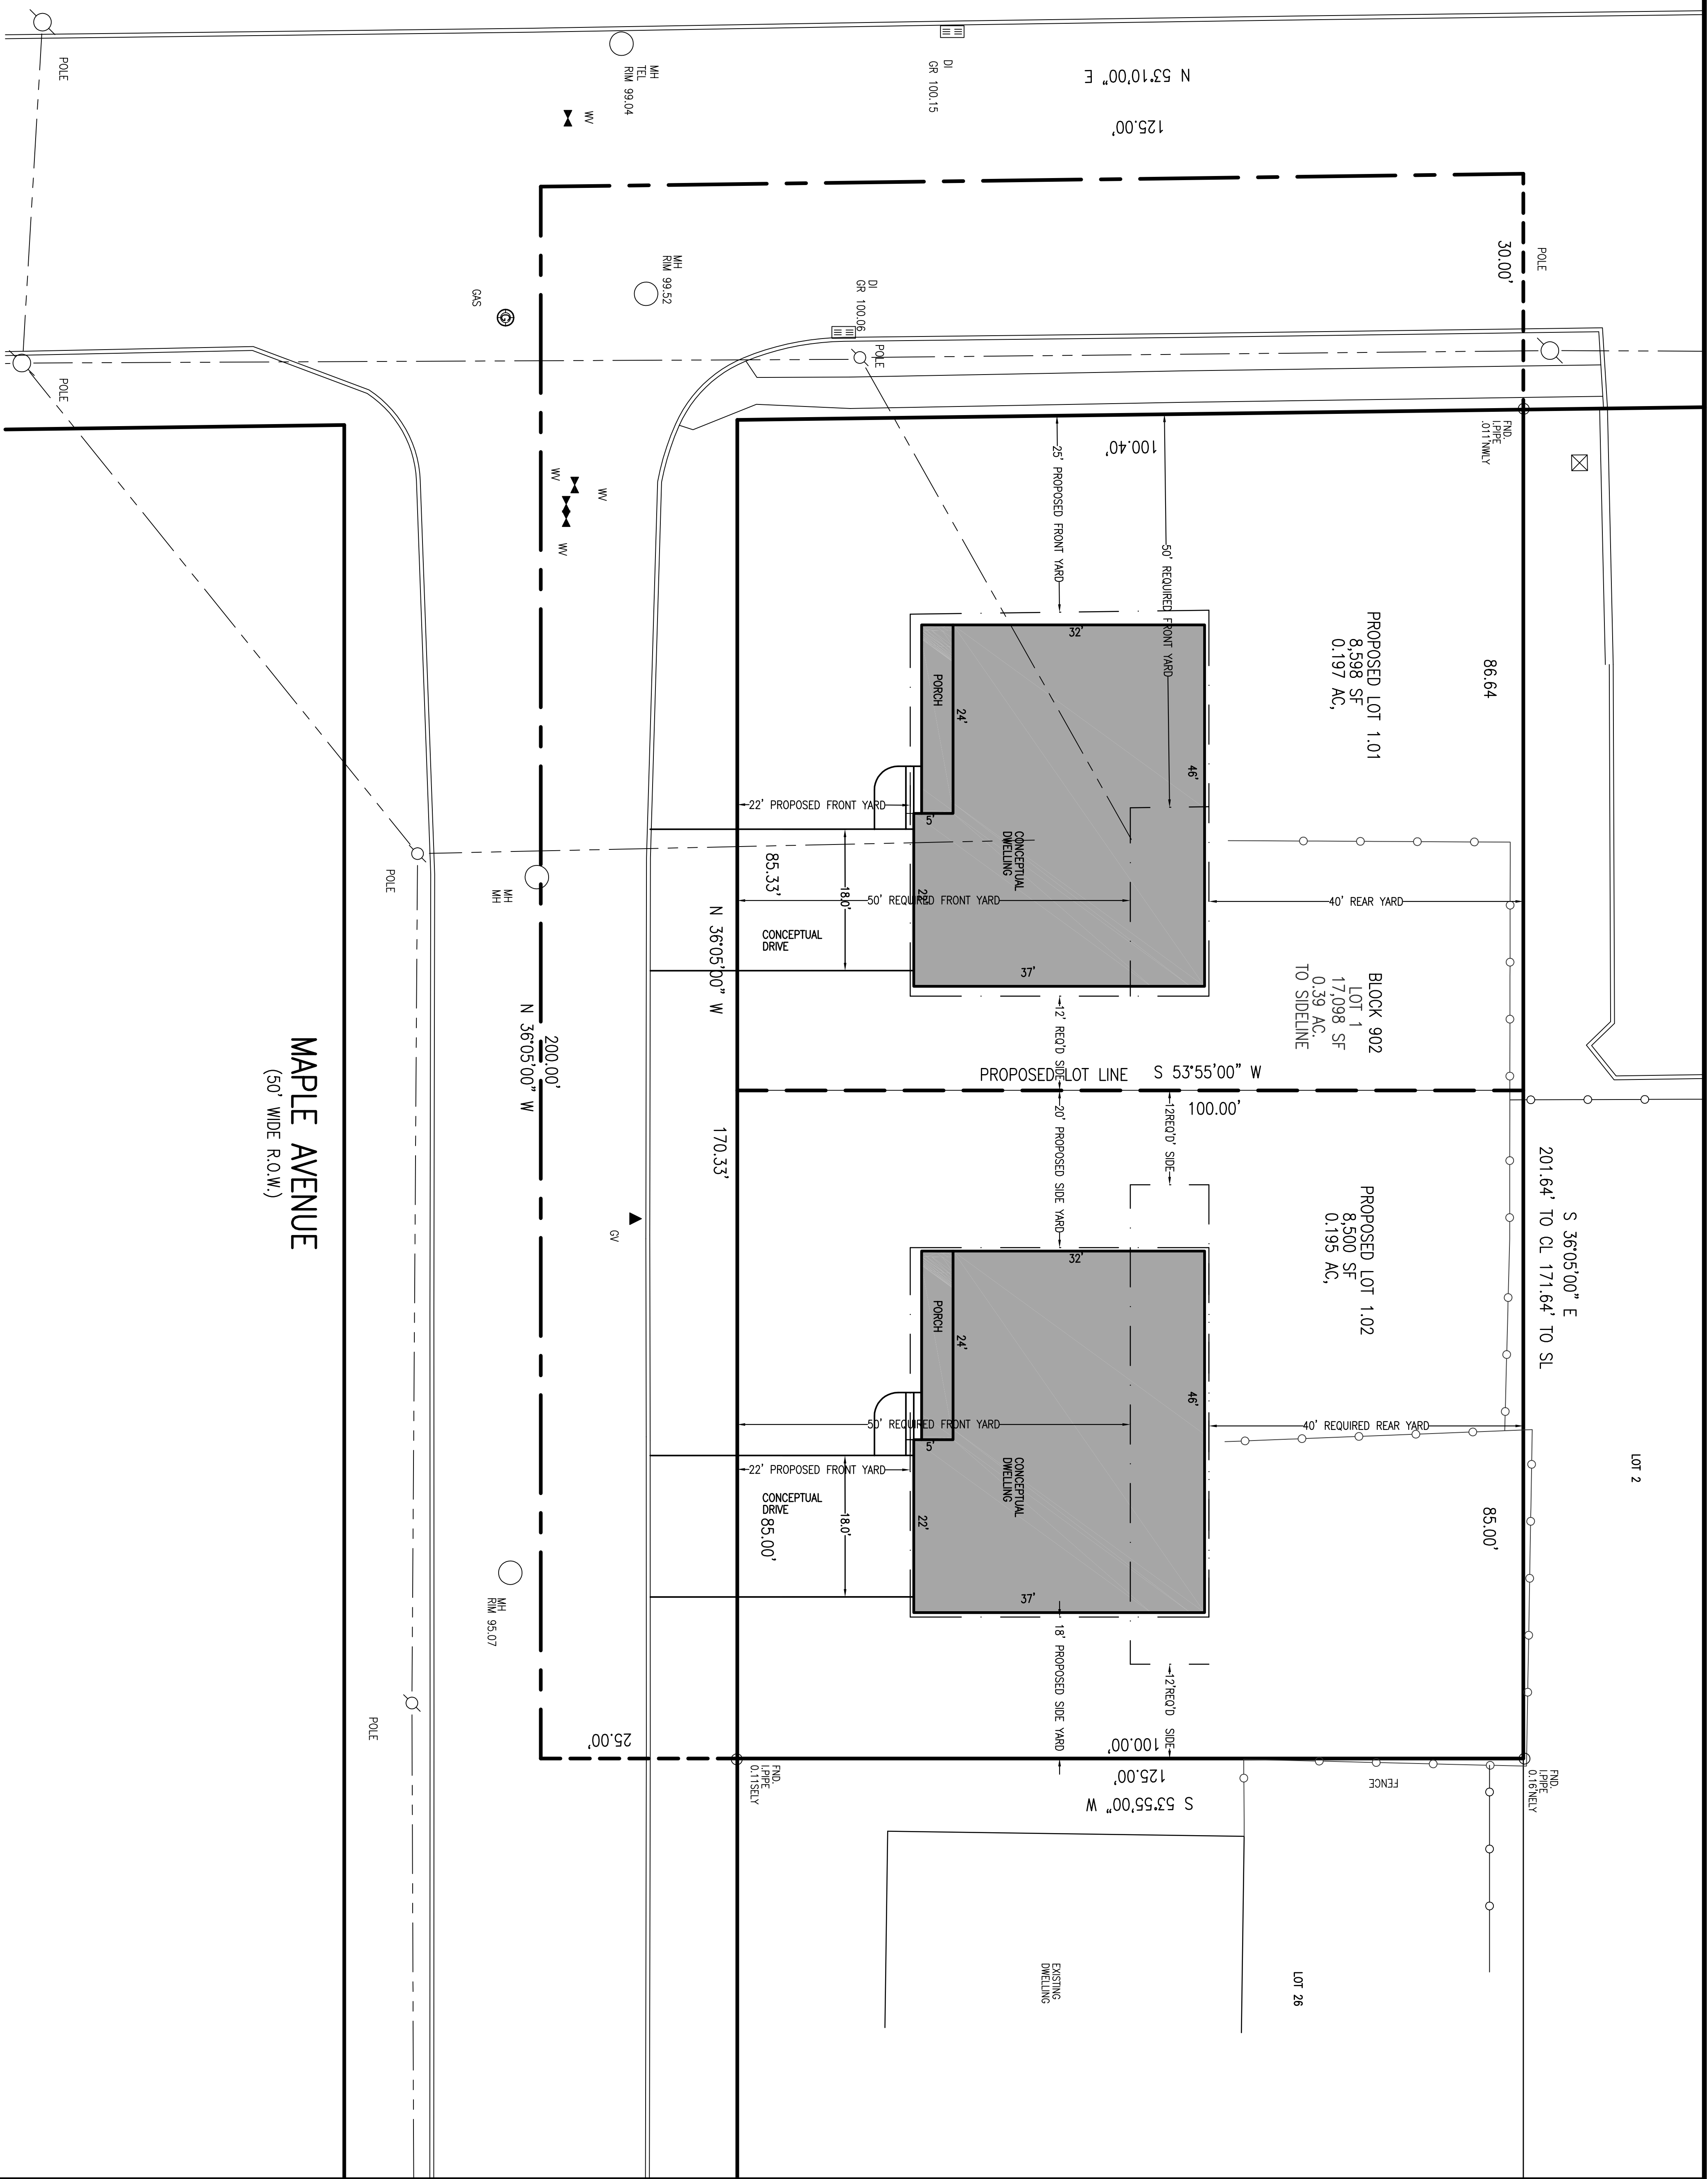 POLE
MH
TEL
RIM 99.04
WV
DI
GR 100.15
N 53°10'00" E
125.00'
POLE
30.00'
MH
RIM 99.52
GAS
DI
GR 100.06
POLE
POLE
FND.
I.PIPE
.011'NWLY
100.40'
25' PROPOSED FRONT YARD
50' REQUIRED FRONT YARD
WV
WV
WV
PROPOSED LOT 1.01
8,598 SF
0.197 AC,
86.64
32'
PORCH
24'
46'
5'
22' PROPOSED FRONT YARD
CONCEPTUAL
DWELLING
85.33'
18.0'
22'
50' REQUIRED FRONT YARD
40' REAR YARD
CONCEPTUAL
DRIVE
37'
POLE
MH
MH
N 36°05'00" W
BLOCK 902
LOT 1
17,098 SF
0.39 AC.
TO SIDELINE
12' REQ'D SIDE
200.00'
N 36°05'00" W
MAPLE AVENUE
(50' WIDE R.O.W.)
PROPOSED LOT LINE
S 53°55'00" W
100.00'
170.33'
20' PROPOSED SIDE YARD
12REQ'D' SIDE
GV
PROPOSED LOT 1.02
8,500 SF
0.195 AC,
S 36°05'00" E
201.64' TO CL 171.64' TO SL
32'
PORCH
24'
46'
5'
50' REQUIRED FRONT YARD
40' REQUIRED REAR YARD
22' PROPOSED FRONT YARD
CONCEPTUAL
DWELLING
CONCEPTUAL
DRIVE
85.00'
18.0'
22'
37'
85.00'
LOT 2
MH
RIM 95.07
POLE
18' PROPOSED SIDE YARD
12'REQ'D SIDE
25.00'
100.00'
125.00'
S 53°55'00" W
FND.
I.PIPE
0.11SELY
FENCE
FND.
I.PIPE
0.16'NELY
EXISTING
DWELLING
LOT 26